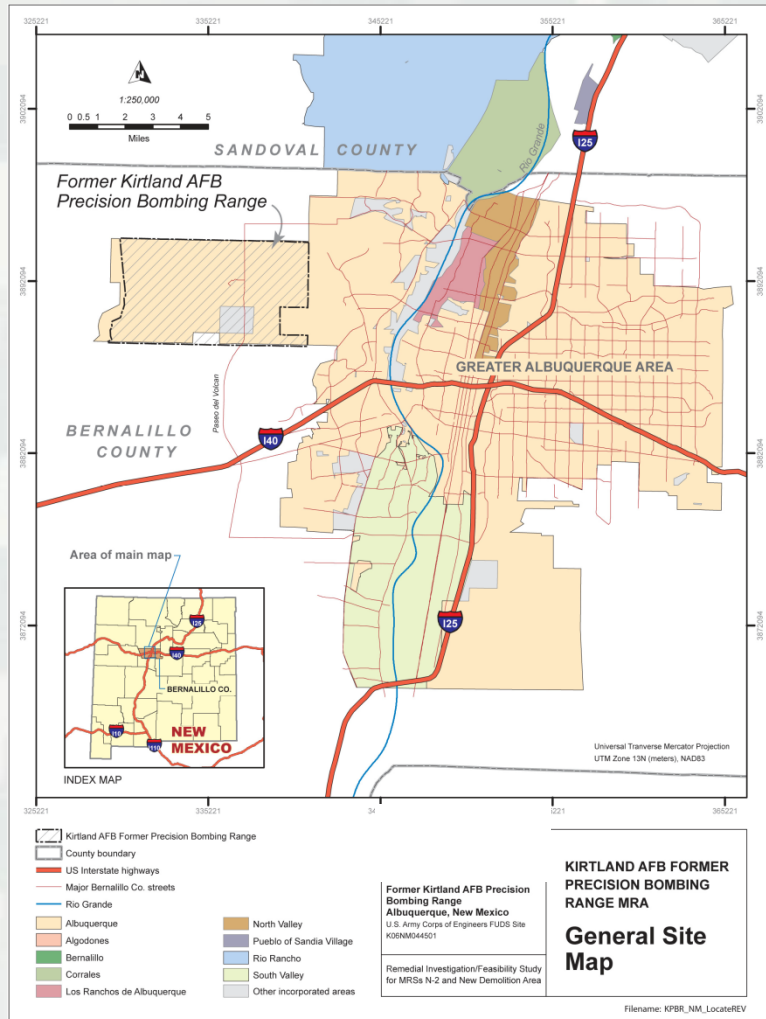 325221
335221
345221
355221
365221
3902094
3892094
3882094
3872094
3902094
3892094
3882094
3872094
N
1:250,000
0 0.5 1 2 3 4 5
Miles
SANDOVAL COUNTY
Rio Grande
I25
Former Kirtland AFB
Precision Bombing Range
GREATER ALBUQUERQUE AREA
Paseo del Volcan
BERNALILLO
COUNTY
I40
I25
Area of main map
I25
I40
BERNALILLO CO.
NEW
MEXICO
I10
I110
INDEX MAP
Universal Tranverse Mercator Projection
UTM Zone 13N (meters), NAD83
325221
335221
34
5221
365221
Kirtland AFB Former Precision Bombing Range
County boundary
US Interstate highways
Major Bernalillo Co. streets
Rio Grande
Albuquerque
Algodones
Bernalillo
Corrales
Los Ranchos de Albuquerque
North Valley
Pueblo of Sandia Village
Rio Rancho
South Valley
Other incorporated areas
Former Kirtland AFB Precision
Bombing Range
Albuquerque, New Mexico
U.S. Army Corps of Engineers FUDS Site
K06NM044501
Remedial Investigation/Feasibility Study
for MRSs N-2 and New Demolition Area
KIRTLAND AFB FORMER
PRECISION BOMBING
RANGE MRA
General Site
Map
Filename: KPBR_NM_LocateREV